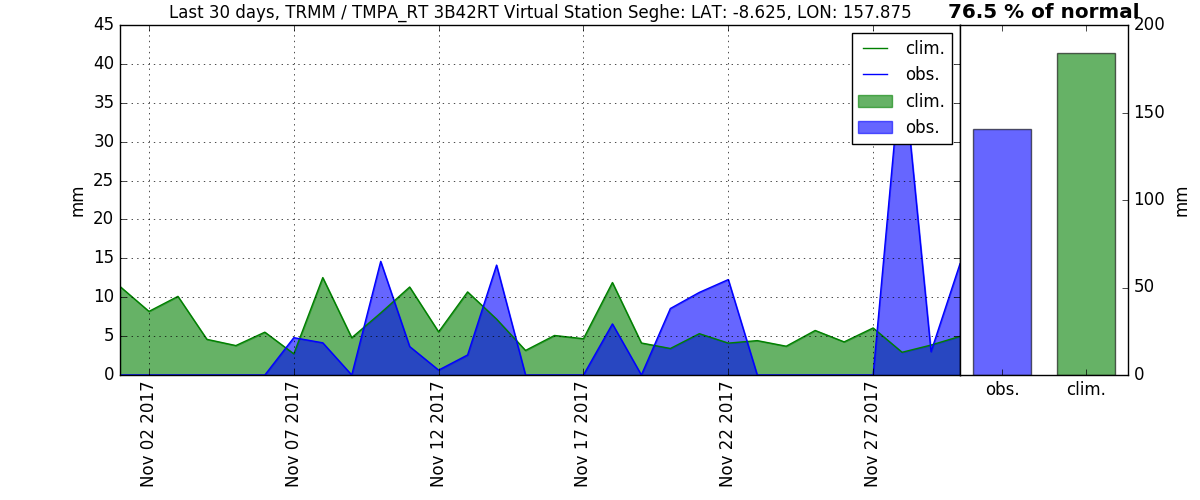 Last 30 days, TRMM / TMPA_RT 3B42RT Virtual Station Seghe: LAT: -8.625, LON: 157.875
76.5 % of normal
45
40
35
30
25
20
15
10
5
0
mm
clim.
obs.
clim.
obs.
Nov 02 2017
Nov 07 2017
Nov 12 2017
Nov 17 2017
Nov 22 2017
Nov 27 2017
200
150
100
50
0
mm
obs.
clim.